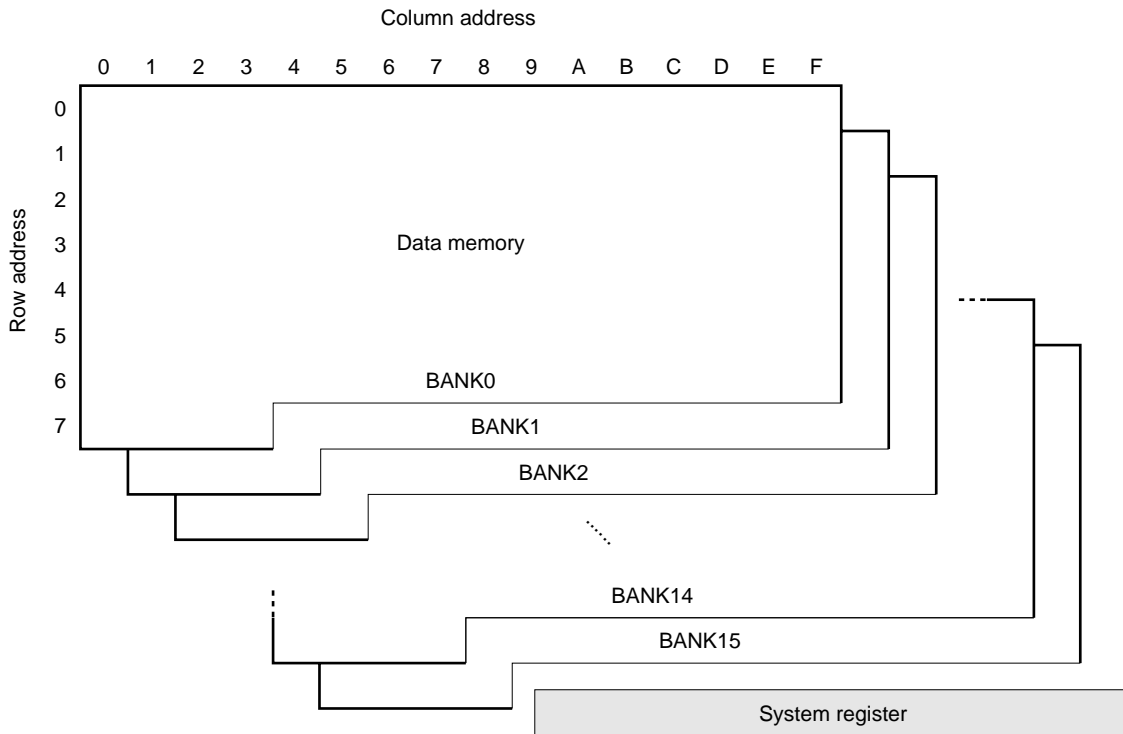 Column address
0 1 2 3 4 5 6 7 8 9 A B C D E F
Row address
0
1
2
3
4
5
6
7
Data memory
BANK0
BANK1
BANK2
BANK14
BANK15
System register